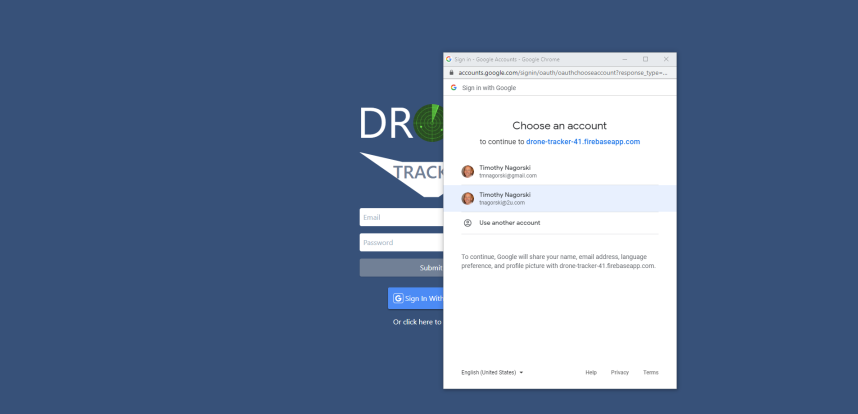 DR
TRACK
Email
Password
Submit
Sign In With
Or click here to
Sign in - Google Accounts - Google Chrome
accounts.google.com/signin/oauth/oauthchooseaccount?response_type=...
Sign in with Google
Choose an account
to continue to drone-tracker-41.firebaseapp.com
Timothy Nagorski
tmnagorski@gmail.com
Timothy Nagorski
tnagorski@2u.com
Use another account
To continue, Google will share your name, email address, language
preference, and profile picture with drone-tracker-41.firebaseapp.com.
English (United States)
Help Privacy Terms